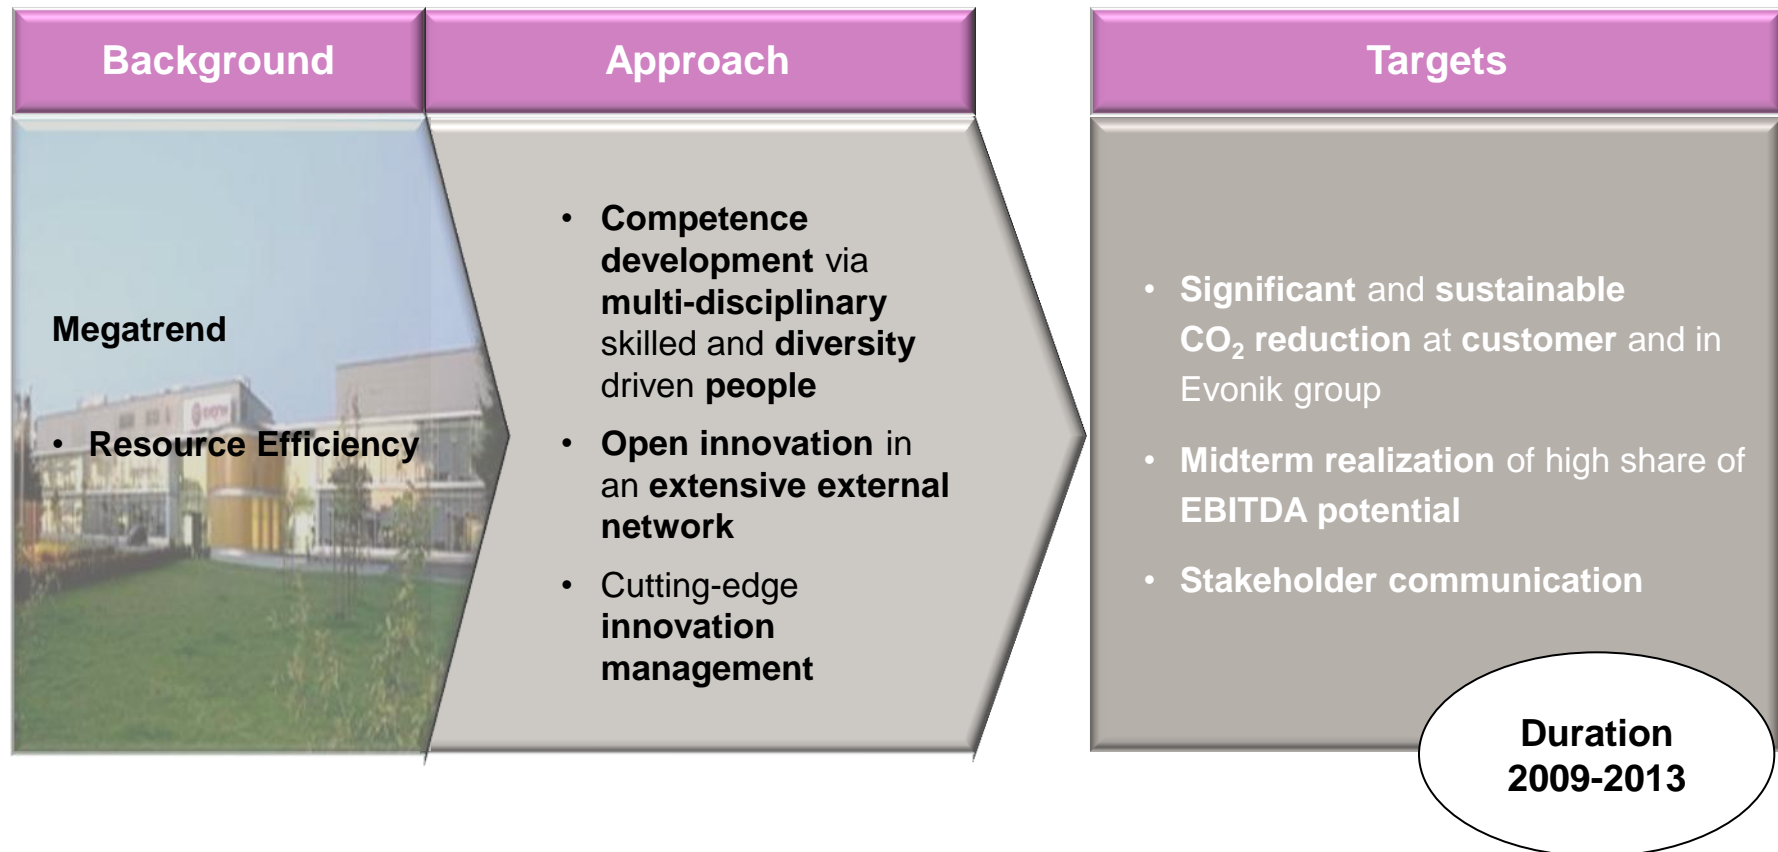 Background
Approach
Targets
Megatrend
• Resource Efficiency
• Competence
development via
multi-disciplinary
skilled and diversity
driven people
• Open innovation in
an extensive external
network
• Cutting-edge
innovation
management
• Significant and sustainable
CO₂ reduction at customer and in
Evonik group
• Midterm realization of high share of
EBITDA potential
• Stakeholder communication
Duration
2009-2013